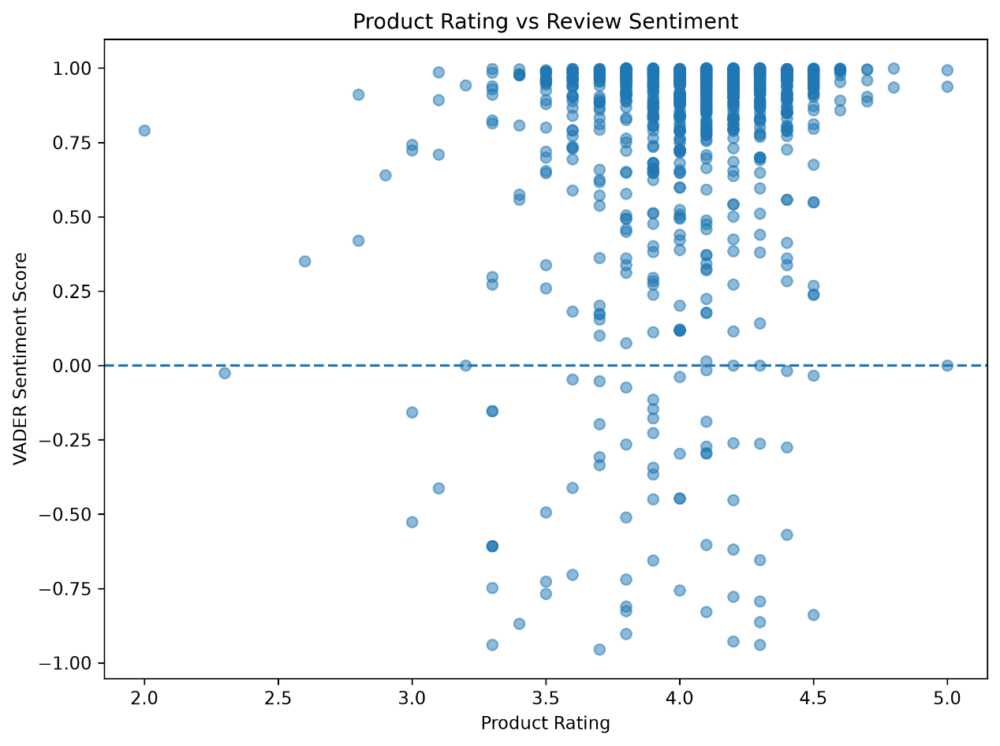 Product Rating vs Review Sentiment
VADER Sentiment Score
1.00
0.75
0.50
0.25
0.00
−0.25
−0.50
−0.75
−1.00
2.0 2.5 3.0 3.5 4.0 4.5 5.0
Product Rating